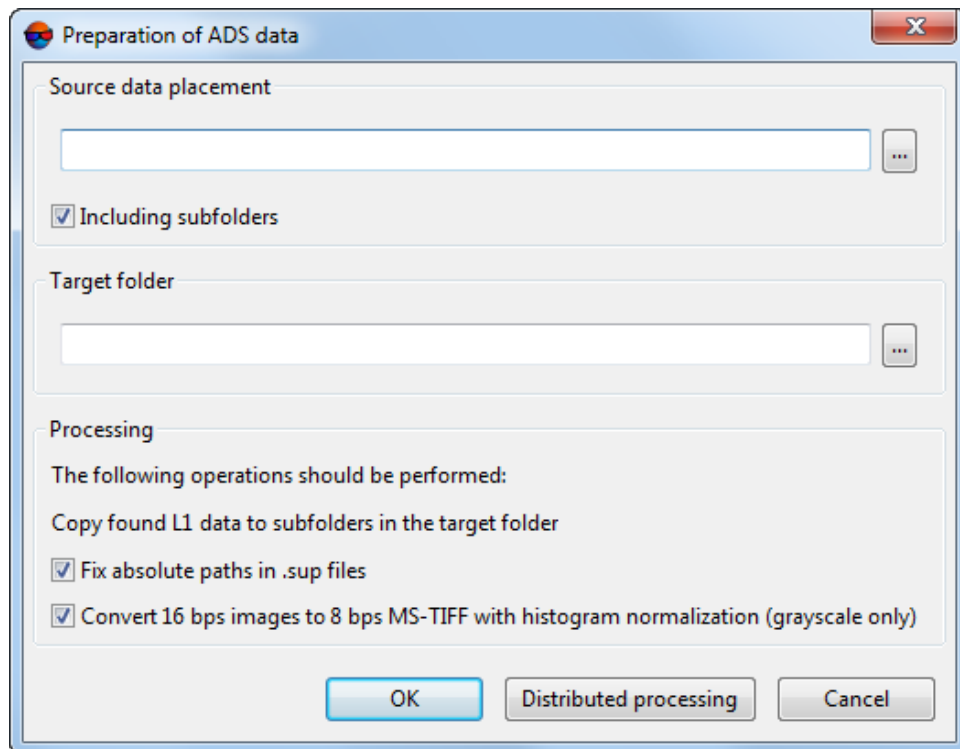 Preparation of ADS data
Source data placement
...
Including subfolders
Target folder
...
Processing
The following operations should be performed:
Copy found L1 data to subfolders in the target folder
Fix absolute paths in .sup files
Convert 16 bps images to 8 bps MS-TIFF with histogram normalization (grayscale only)
OK Distributed processing Cancel